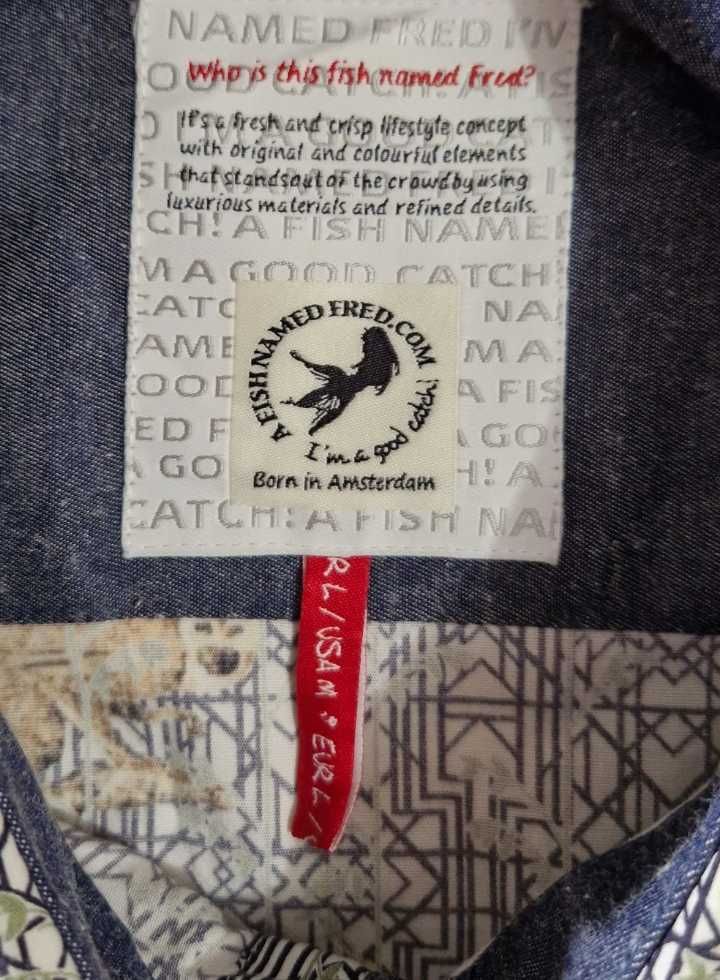 NAMED FRED I'M
Who is this fish named Fred?
It's a fresh and crisp lifestyle concept
with original and colourful elements
that stands out of the crowd by using
luxurious materials and refined details.
CH! A FISH NAME
M A GOOD CATCH
CATC NA
AME M A
OOD A FIS
ED F GO
GO H! A
CATCH! A FISH NA
A FISH NAMED FRED.COM
I'm a good catch!
Born in Amsterdam
RL/USA M * EUR L/